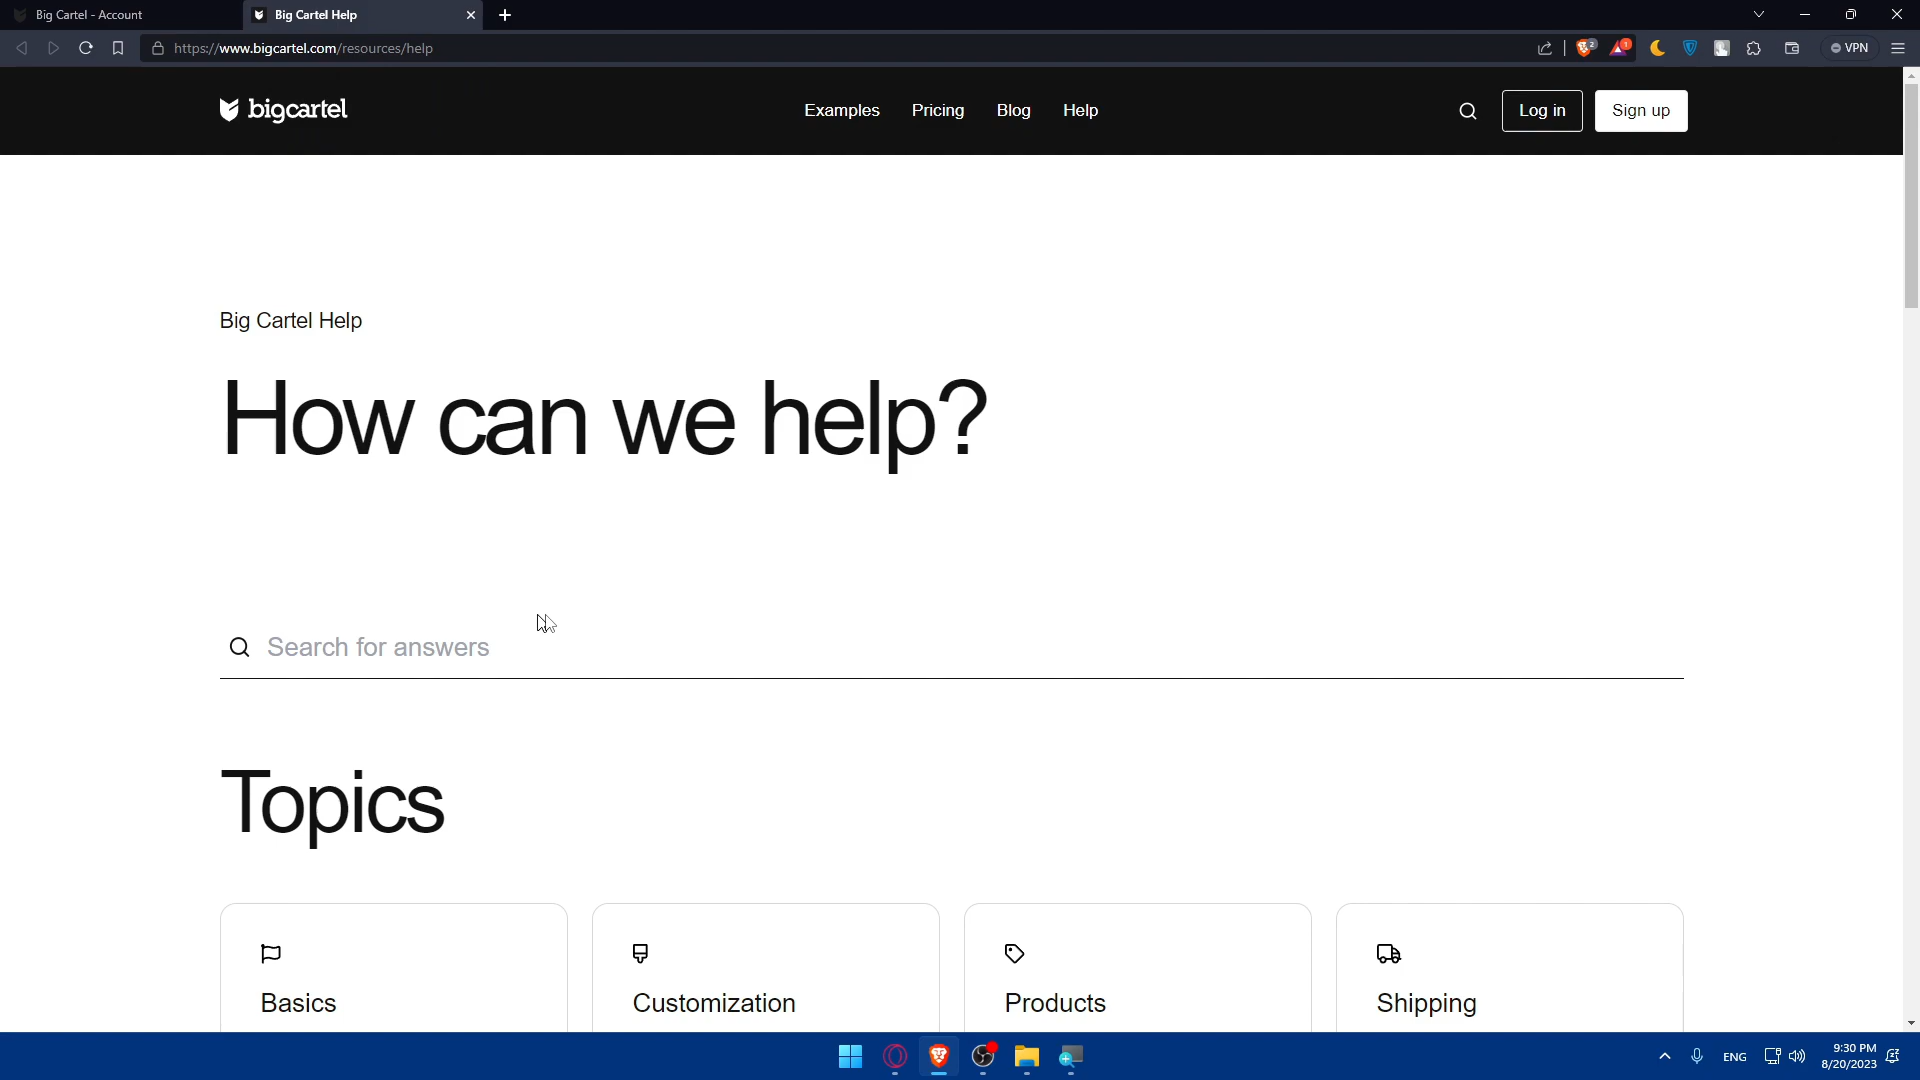 Big Cartel - Account
Big Cartel Help
https://www.bigcartel.com/resources/help
2
1
VPN
bigcartel
Examples
Pricing
Blog
Help
Log in
Sign up
Big Cartel Help
How can we help?
Search for answers
Topics
Basics
Customization
Products
Shipping
ENG
9:30 PM
8/20/2023